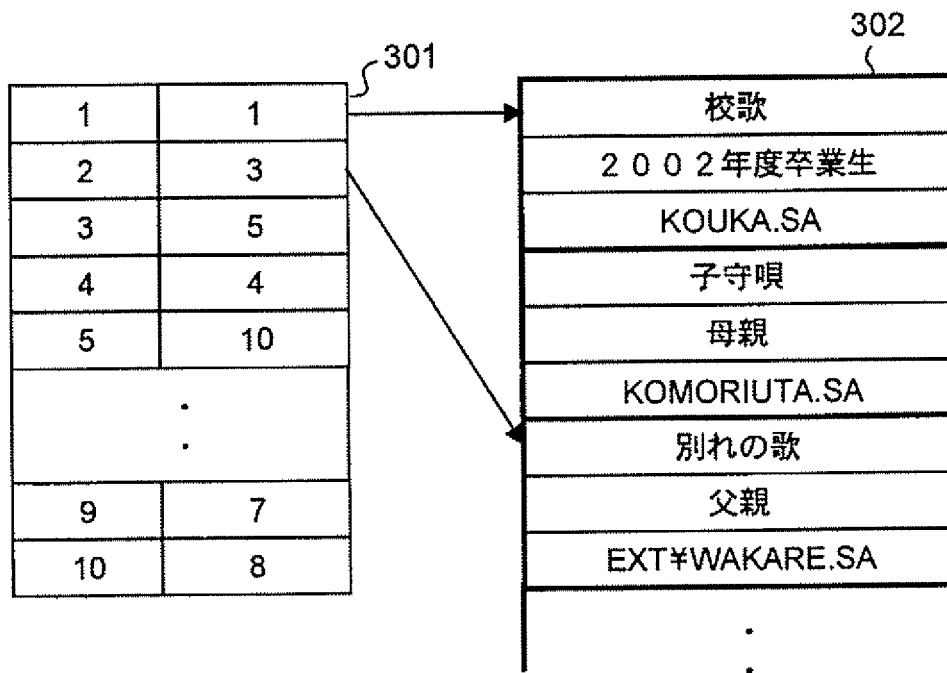 301
1 1
2 3
3 5
4 4
5 10
.
.
9 7
10 8
302
校歌
２００２年度卒業生
KOUKA.SA
子守唄
母親
KOMORIUTA.SA
別れの歌
父親
EXT¥WAKARE.SA
.
.